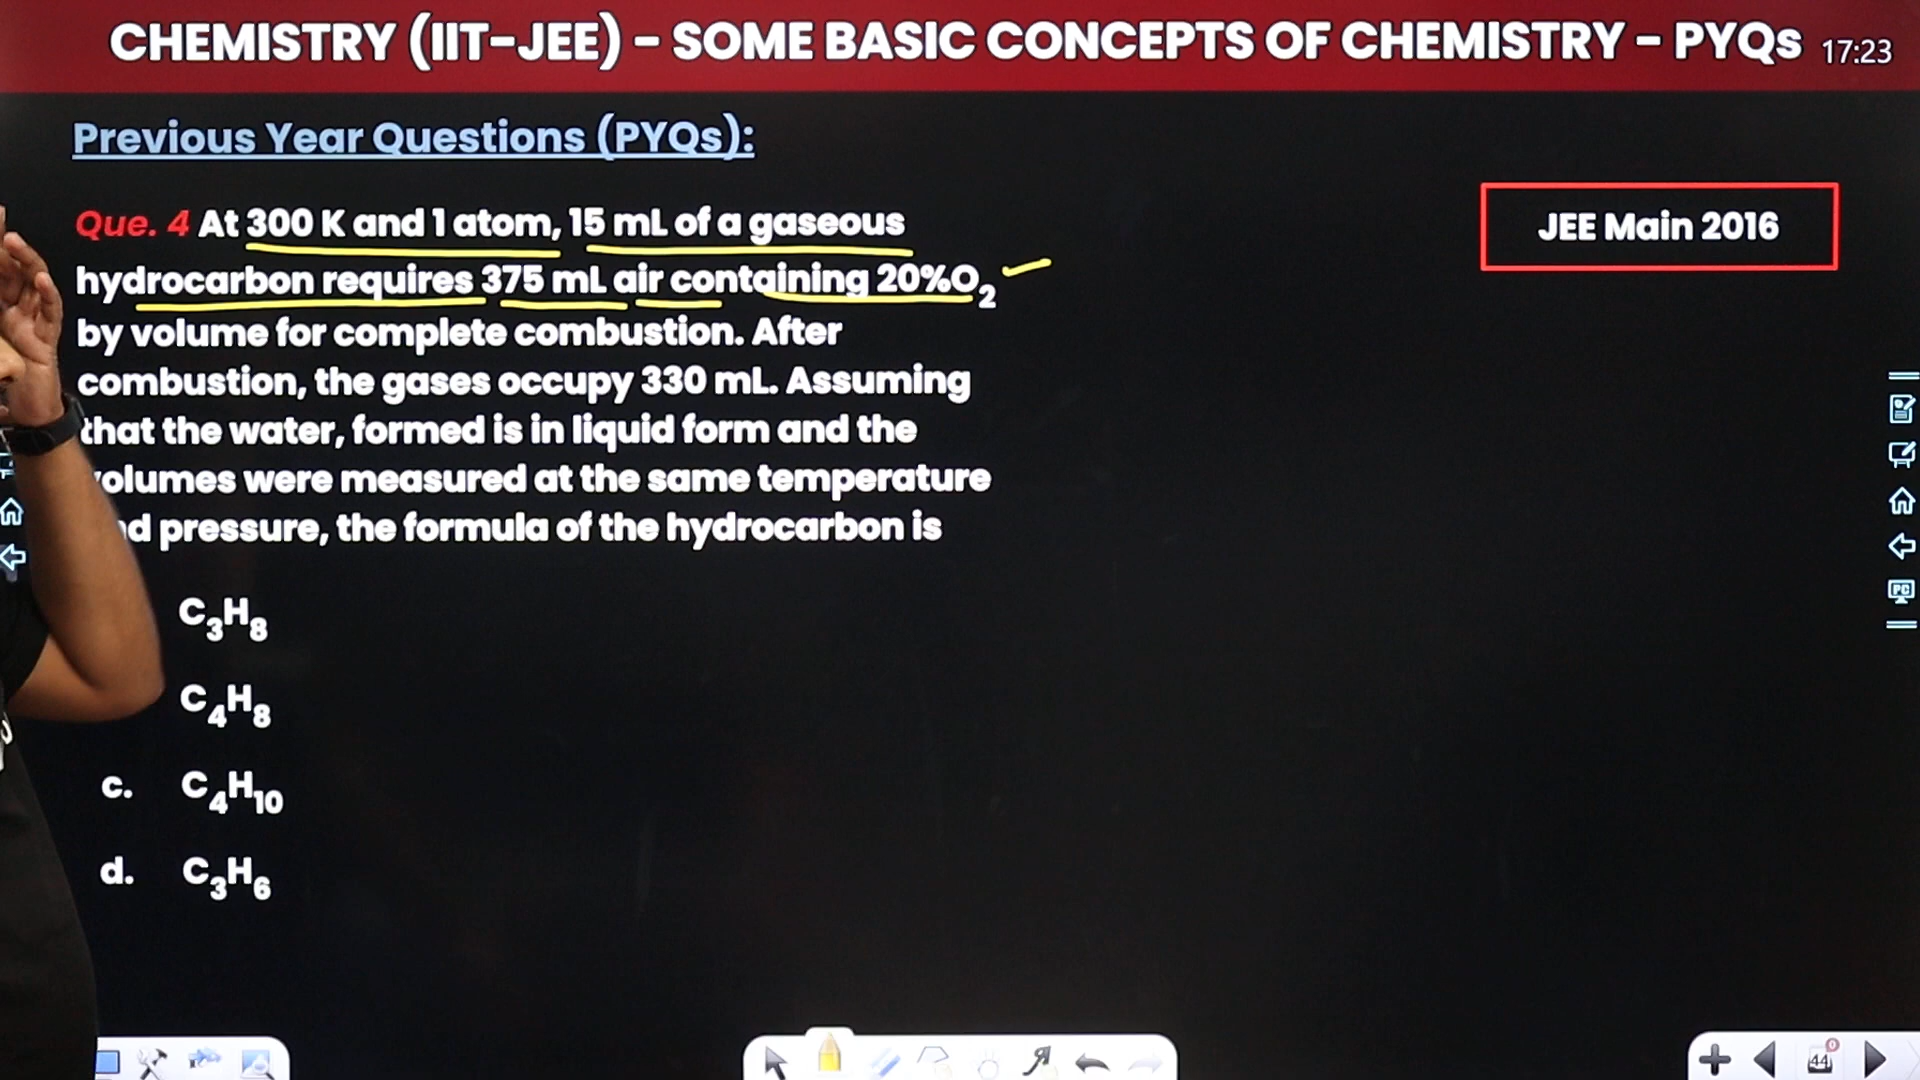 CHEMISTRY (IIT-JEE) - SOME BASIC CONCEPTS OF CHEMISTRY - PYQs 17:23
Previous Year Questions (PYQs):
Que. 4 At 300 K and 1 atom, 15 mL of a gaseous
JEE Main 2016
hydrocarbon requires 375 mL air containing 20%O₂
by volume for complete combustion. After
combustion, the gases occupy 330 mL. Assuming
that the water, formed is in liquid form and the
volumes were measured at the same temperature
pressure, the formula of the hydrocarbon is
C₃H₈
C₄H₈
c. C₄H₁₀
d. C₃H₆
PC
44 0